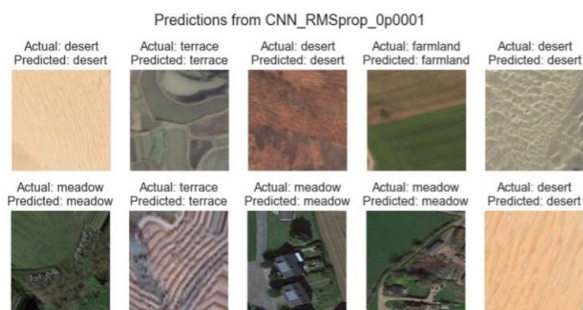 Predictions from CNN_RMSprop_0p0001
Actual: desert
Predicted: desert
Actual: terrace
Predicted: terrace
Actual: desert
Predicted: desert
Actual: farmland
Predicted: farmland
Actual: desert
Predicted: desert
Actual: meadow
Predicted: meadow
Actual: terrace
Predicted: terrace
Actual: meadow
Predicted: meadow
Actual: meadow
Predicted: meadow
Actual: desert
Predicted: desert